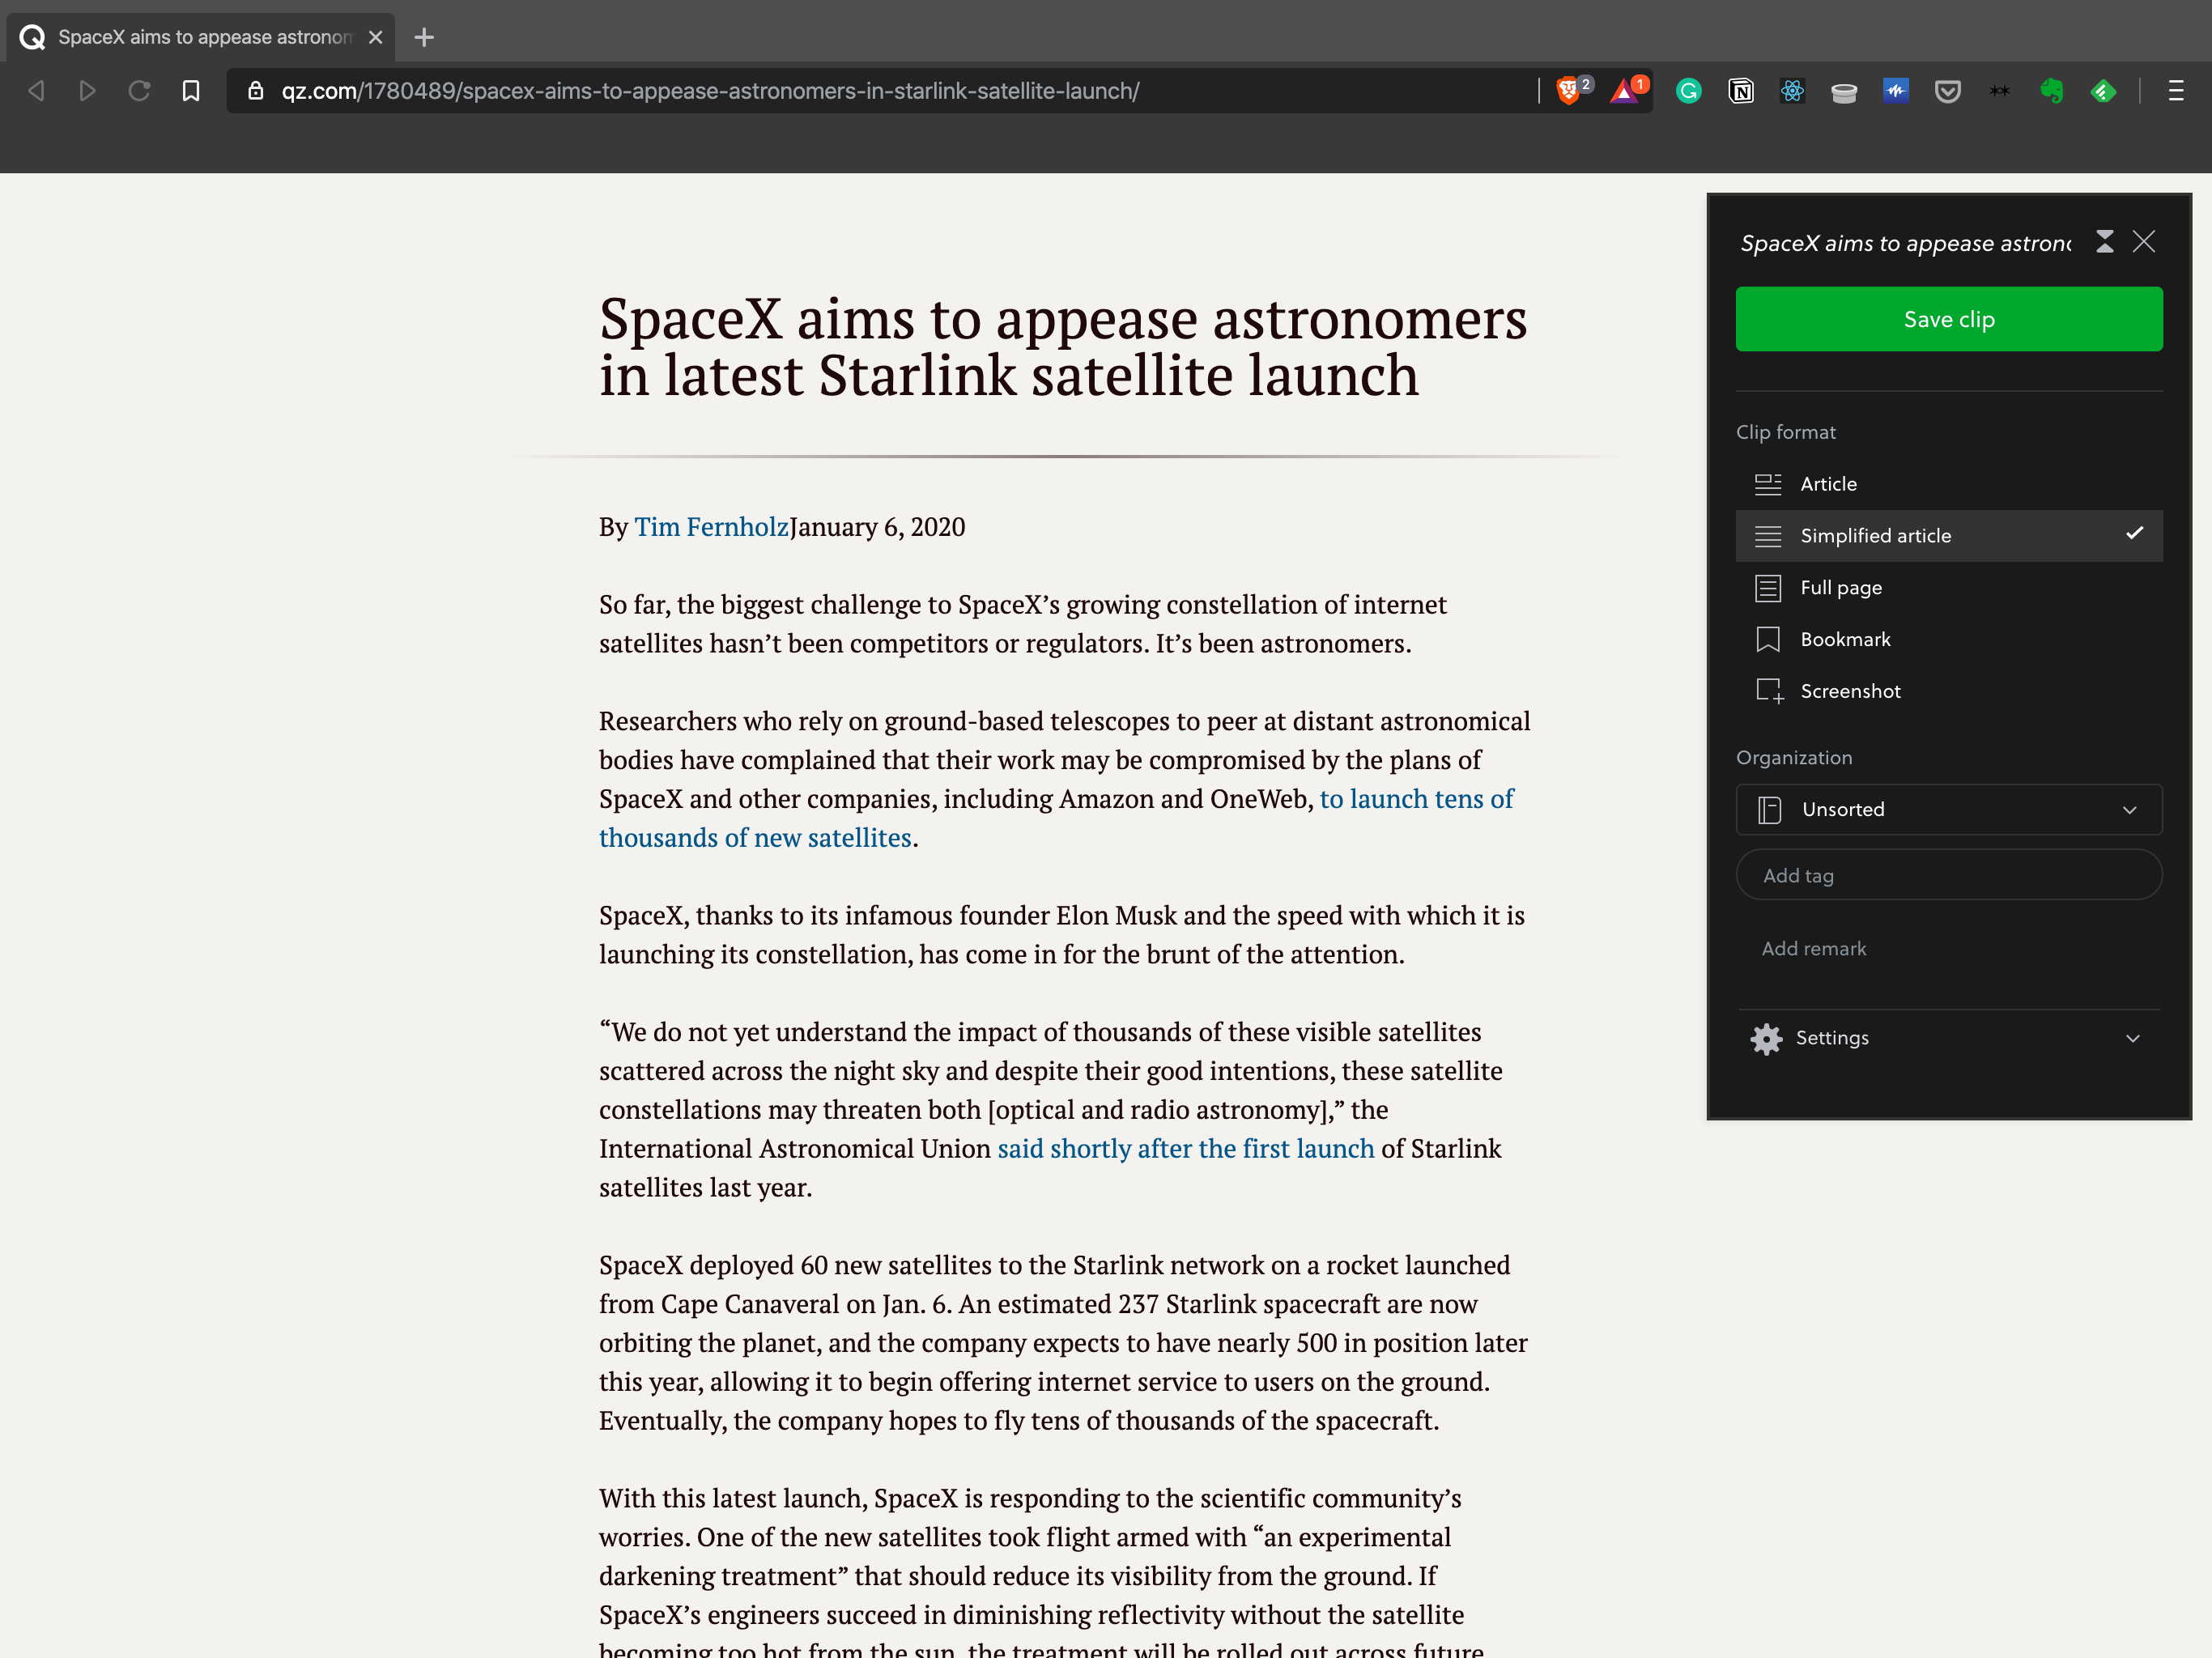 SpaceX aims to appease astronom
qz.com/1780489/spacex-aims-to-appease-astronomers-in-starlink-satellite-launch/
2
1
SpaceX aims to appease astronomers
in latest Starlink satellite launch
By Tim FernholzJanuary 6, 2020
So far, the biggest challenge to SpaceX’s growing constellation of internet
satellites hasn’t been competitors or regulators. It’s been astronomers.
Researchers who rely on ground-based telescopes to peer at distant astronomical
bodies have complained that their work may be compromised by the plans of
SpaceX and other companies, including Amazon and OneWeb, to launch tens of
thousands of new satellites.
SpaceX, thanks to its infamous founder Elon Musk and the speed with which it is
launching its constellation, has come in for the brunt of the attention.
“We do not yet understand the impact of thousands of these visible satellites
scattered across the night sky and despite their good intentions, these satellite
constellations may threaten both [optical and radio astronomy],” the
International Astronomical Union said shortly after the first launch of Starlink
satellites last year.
SpaceX deployed 60 new satellites to the Starlink network on a rocket launched
from Cape Canaveral on Jan. 6. An estimated 237 Starlink spacecraft are now
orbiting the planet, and the company expects to have nearly 500 in position later
this year, allowing it to begin offering internet service to users on the ground.
Eventually, the company hopes to fly tens of thousands of the spacecraft.
With this latest launch, SpaceX is responding to the scientific community’s
worries. One of the new satellites took flight armed with “an experimental
darkening treatment” that should reduce its visibility from the ground. If
SpaceX’s engineers succeed in diminishing reflectivity without the satellite
becoming too hot from the sun, the treatment will be rolled out across future
SpaceX aims to appease astron
Save clip
Clip format
Article
Simplified article
Full page
Bookmark
Screenshot
Organization
Unsorted
Add tag
Add remark
Settings